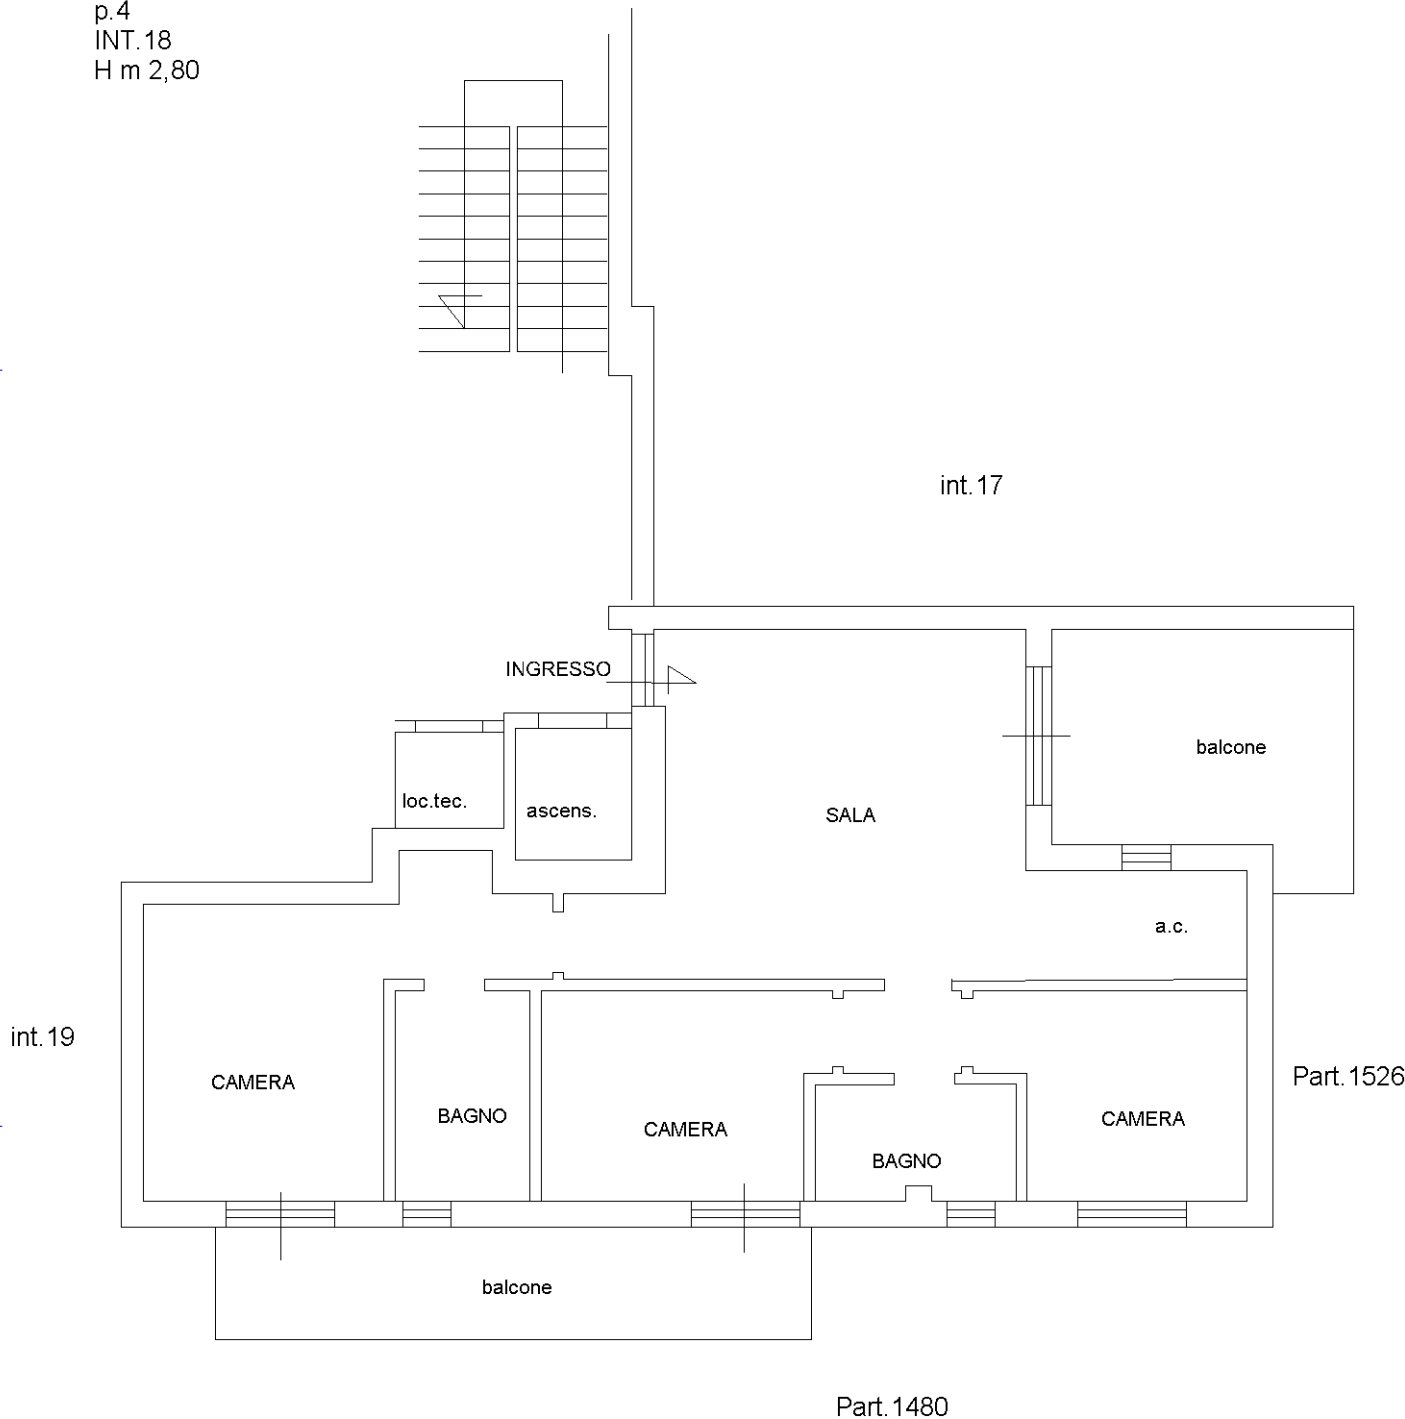 p.4
INT.18
H m 2,80
int.17
INGRESSO
balcone
loc.tec.
ascens.
SALA
a.c.
int.19
CAMERA
BAGNO
CAMERA
BAGNO
CAMERA
Part.1526
balcone
Part.1480